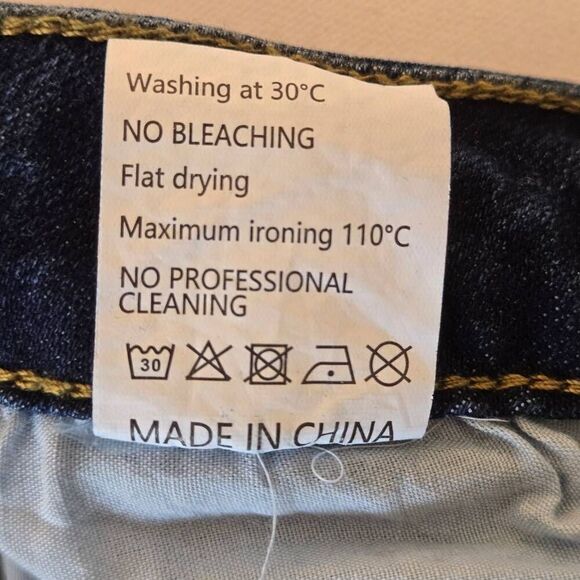 Washing at 30°C
NO BLEACHING
Flat drying
Maximum ironing 110°C
NO PROFESSIONAL
CLEANING
30
MADE IN CHINA